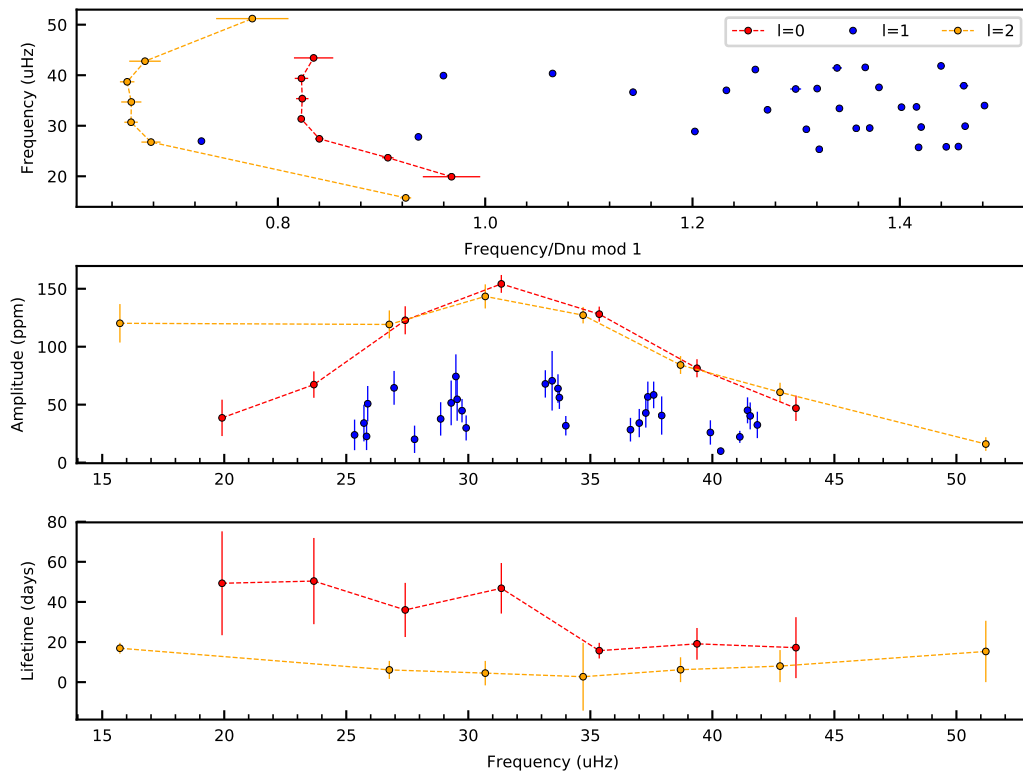 l=0 l=1 l=2
50
40
30
20
Frequency (uHz)
0.8 1.0 1.2 1.4
Frequency/Dnu mod 1
150
100
50
0
Amplitude (ppm)
15 20 25 30 35 40 45 50
80
60
40
20
0
Lifetime (days)
15 20 25 30 35 40 45 50
Frequency (uHz)